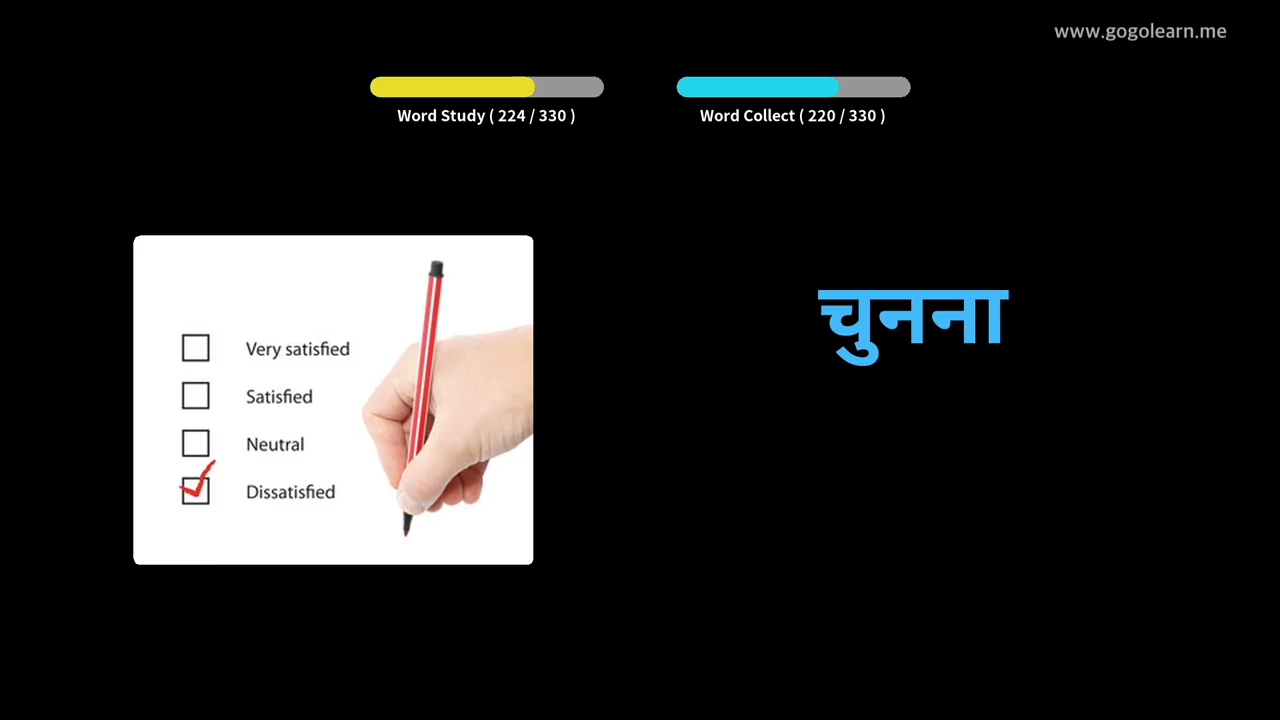 www.gogolearn.me
Word Study ( 224 / 330 )
Word Collect ( 220 / 330 )
Very satisfied
Satisfied
Neutral
Dissatisfied
चुनना